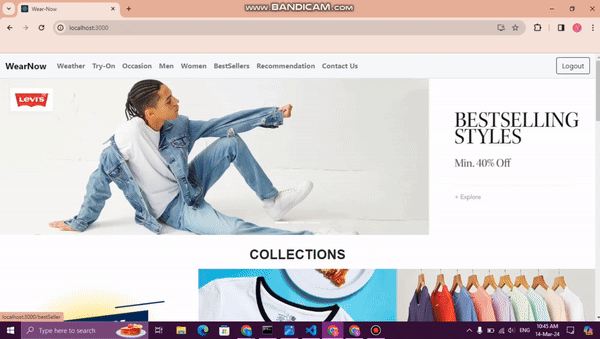 Wear-Now
www.BANDICAM.com
localhost:3000
WearNow Weather Try-On Occasion Men Women BestSellers Recommendation Contact Us Logout
LEVI'S
BESTSELLING
STYLES
Min. 40% Off
+ Explore
COLLECTIONS
localhost:3000/bestSeller
Type here to search
10:45 AM
14-Mar-24